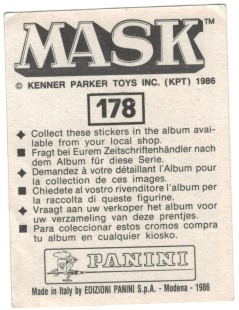 MASK™
© KENNER PARKER TOYS INC. (KPT) 1986
178
◆ Collect these stickers in the album avai-
lable from your local shop.
■ Fragt bei Eurem Zeitschriftenhändler nach
dem Album für diese Serie.
◆ Demandez à votre détaillant l'Album pour
la collection de ces images.
■ Chiedete al vostro rivenditore l'album per
la raccolta di queste figurine.
◆ Vraagt aan uw verkoper het album voor
uw verzameling van deze prentjes.
■ Para coleccionar estos cromos compra
tu album en cualquier kiosko.
PANINI
Made in Italy by EDIZIONI PANINI S.p.A. - Modena - 1986